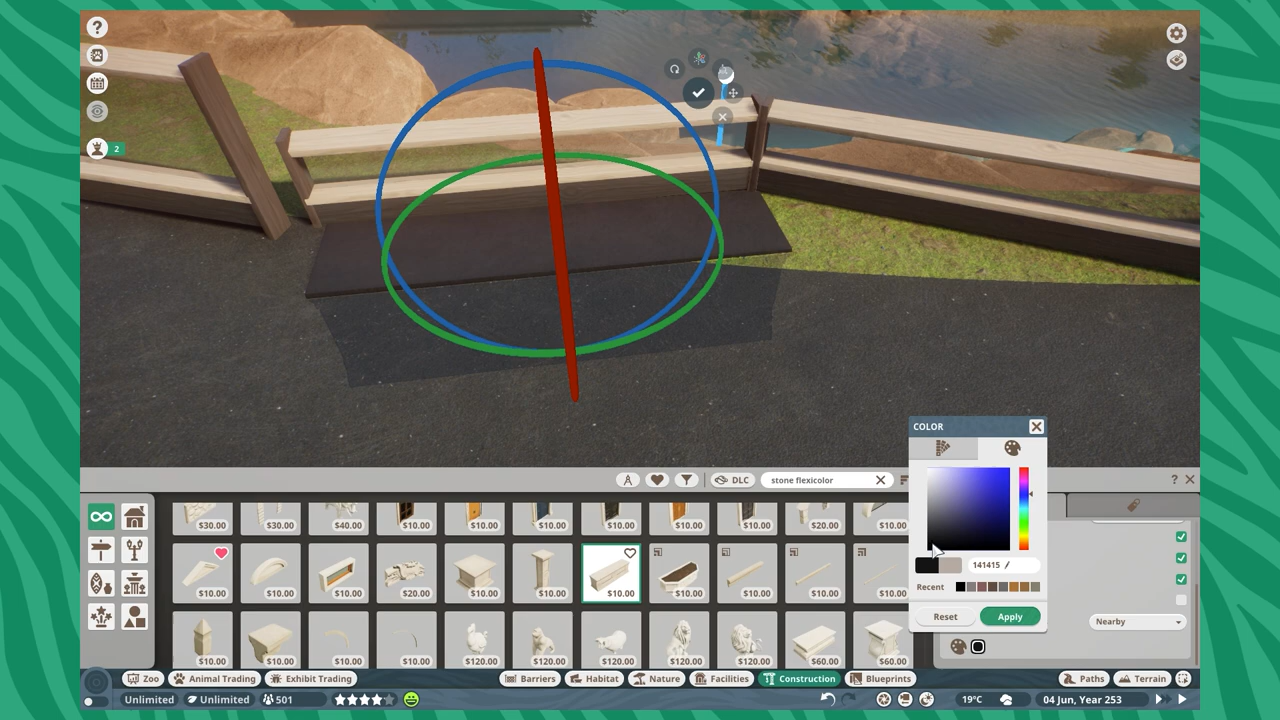 ?
2
COLOR
141415 /
Recent
Reset
Apply
DLC
stone flexicolor
?
$30.00 $30.00 $40.00 $10.00 $10.00 $10.00 $10.00 $10.00 $10.00 $20.00 $10.00
$10.00 $10.00 $10.00 $20.00 $10.00 $10.00 $10.00 $10.00 $10.00 $10.00 $10.00
$10.00 $10.00 $10.00 $10.00 $120.00 $120.00 $120.00 $120.00 $120.00 $60.00 $60.00
Nearby
Zoo Animal Trading Exhibit Trading Barriers Habitat Nature Facilities Construction Blueprints Paths Terrain
Unlimited Unlimited 501 19°C 04 Jun, Year 253